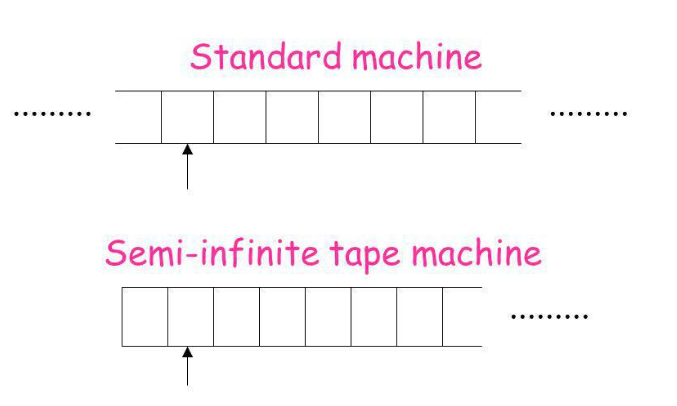 Standard machine
......... .........
Semi-infinite tape machine
.........